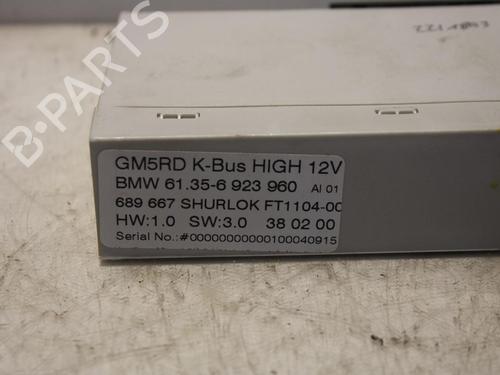 B-PARTS
GM5RD K-Bus HIGH 12V
BMW 61.35-6 923 960 AI 01
689 667 SHURLOK FT1104-00
HW:1.0 SW:3.0 38 02 00
Serial No.:#00000000000100040915